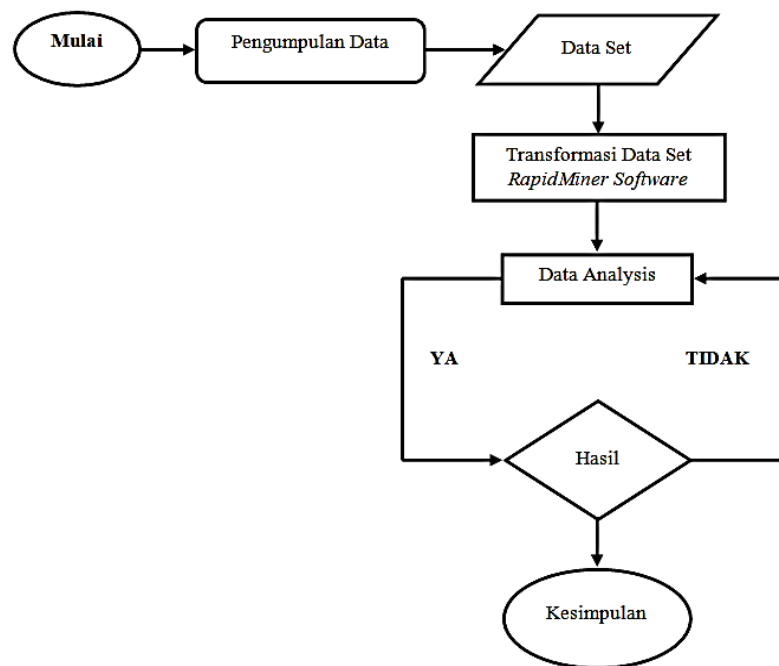 Mulai
Pengumpulan Data
Data Set
Transformasi Data Set
RapidMiner Software
Data Analysis
YA
TIDAK
Hasil
Kesimpulan